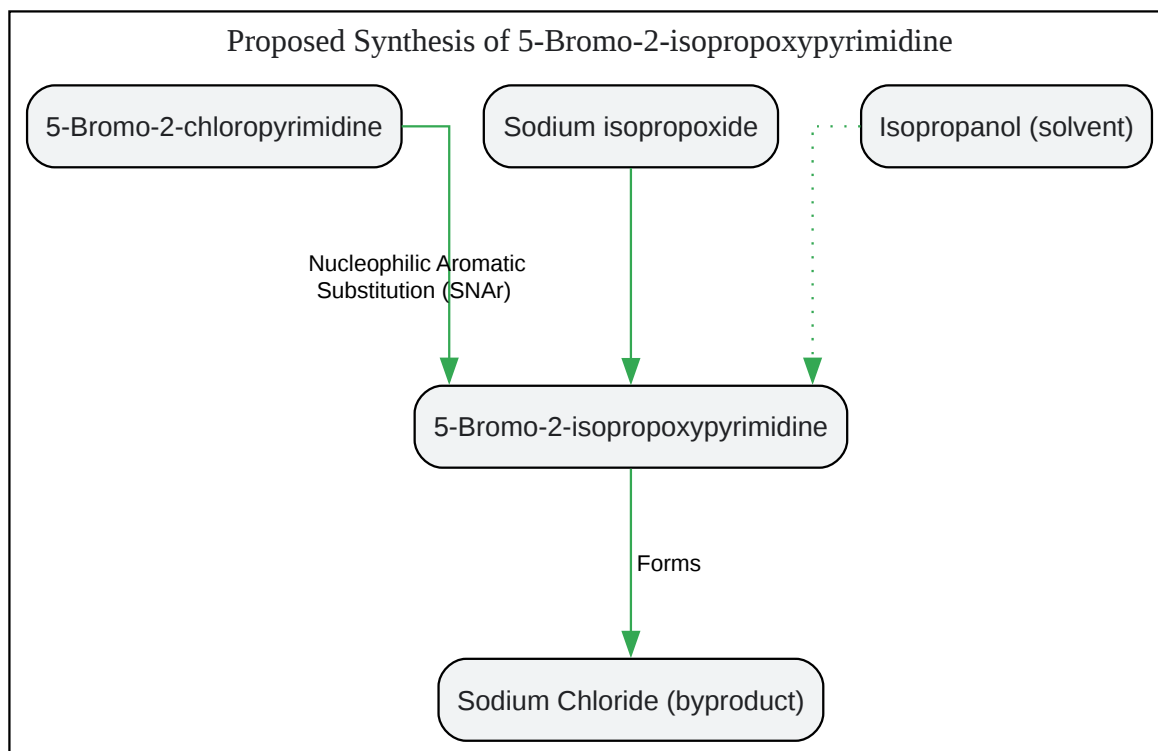 Proposed Synthesis of 5-Bromo-2-isopropoxypyrimidine
5-Bromo-2-chloropyrimidine
Sodium isopropoxide
Isopropanol (solvent)
Nucleophilic Aromatic
Substitution (SNAr)
5-Bromo-2-isopropoxypyrimidine
Forms
Sodium Chloride (byproduct)